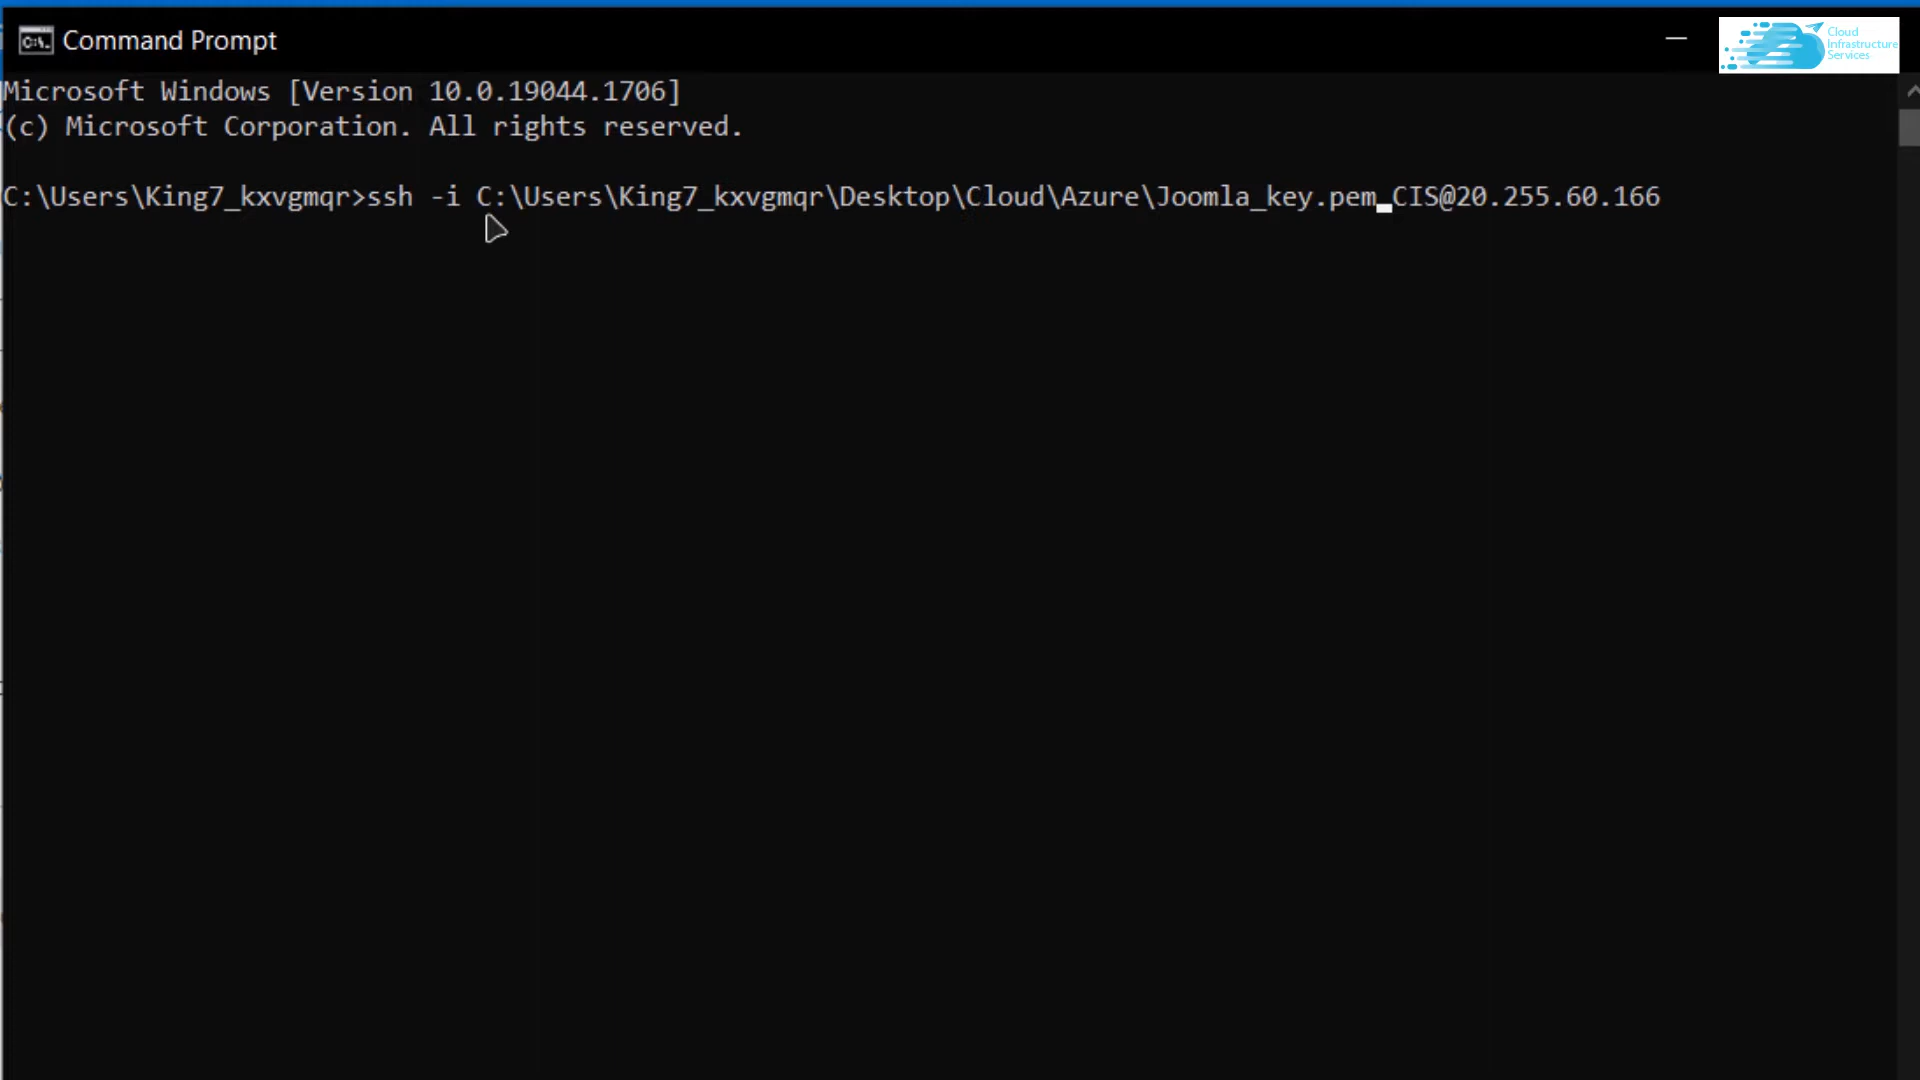 Command Prompt
Cloud
Infrastructure
Services
Microsoft Windows [Version 10.0.19044.1706]
(c) Microsoft Corporation. All rights reserved.
C:\Users\King7_kxvgmqr>ssh -i C:\Users\King7_kxvgmqr\Desktop\Cloud\Azure\Joomla_key.pem CIS@20.255.60.166